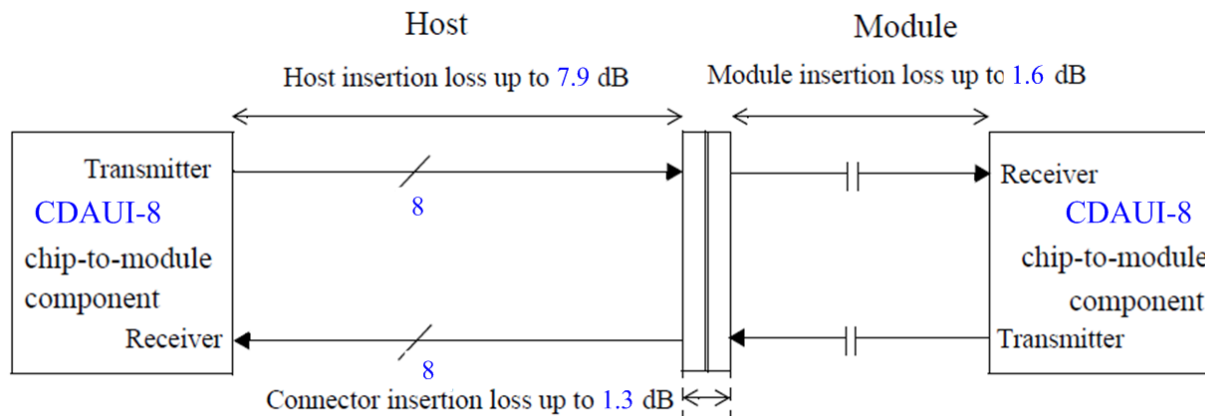 Host
Module
Host insertion loss up to 7.9 dB
Module insertion loss up to 1.6 dB
Transmitter
8
Receiver
CDAUI-8
CDAUI-8
chip-to-module
component
chip-to-module
component
Receiver
8
Transmitter
Connector insertion loss up to 1.3 dB